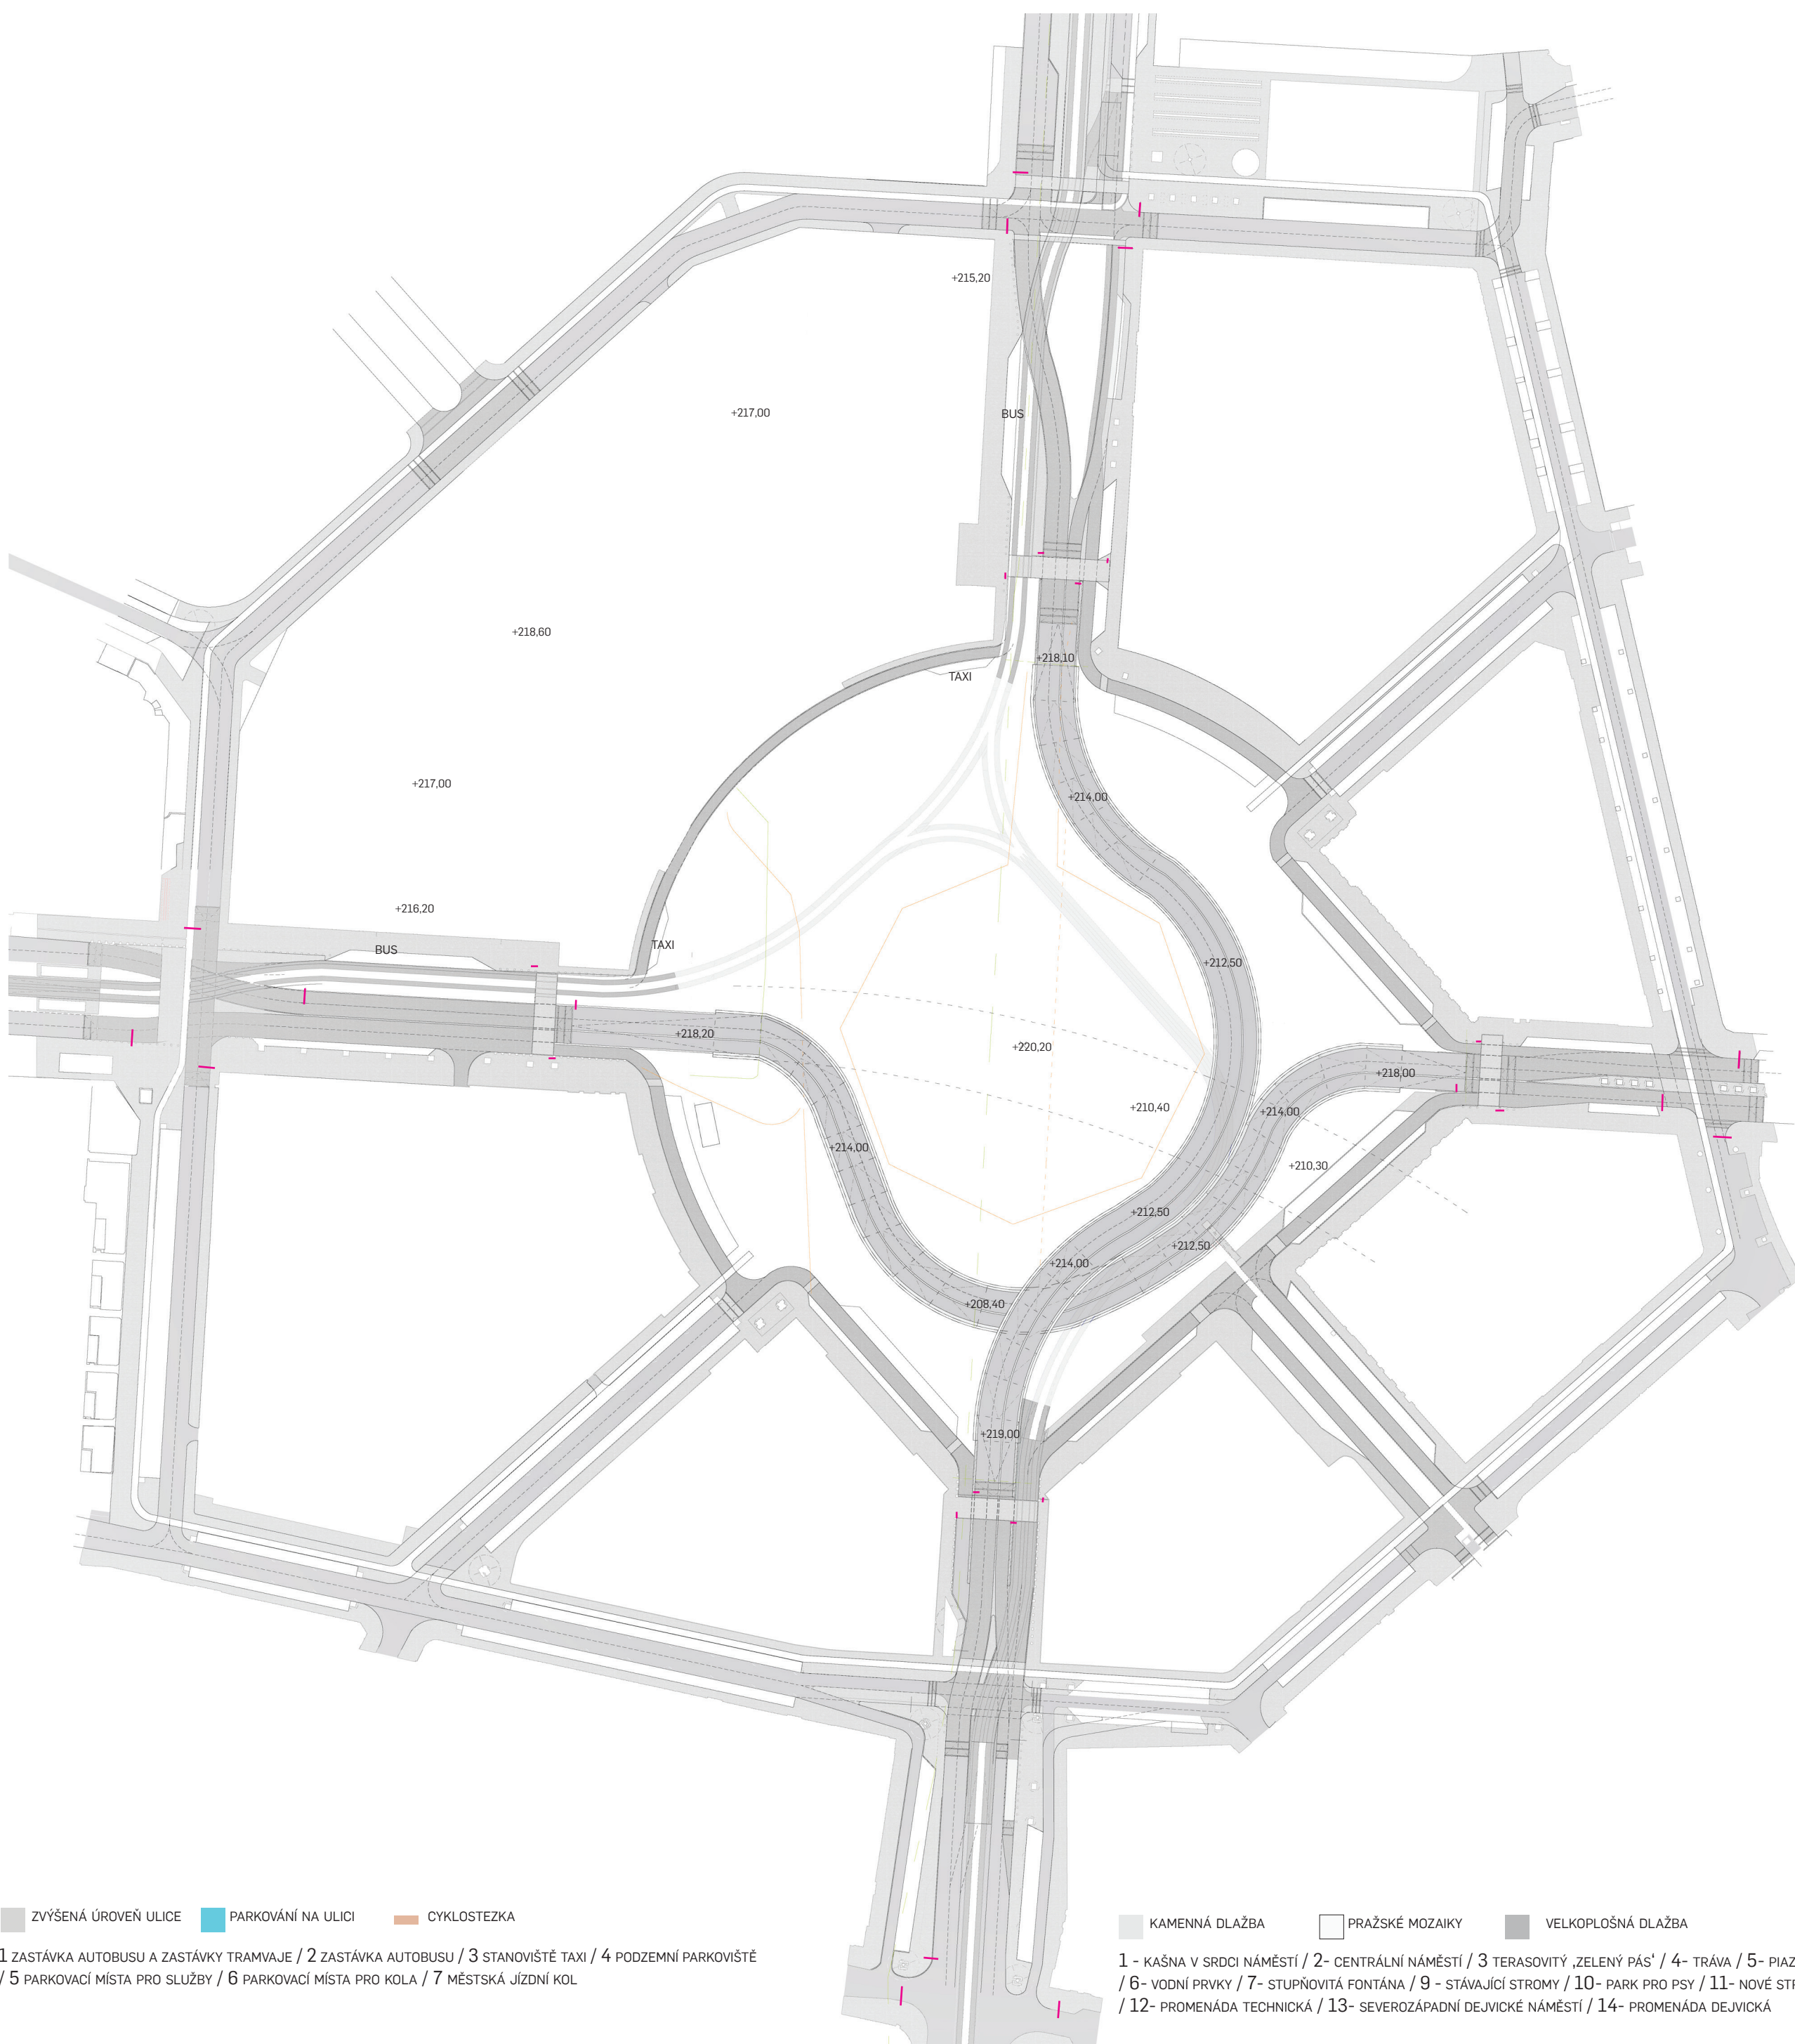 +215,20
+217,00
BUS
+218,60
+218,10
TAXI
+217,00
+214,00
+216,20
BUS
TAXI
+212,50
+218,20
+220,20
+218,00
+210,40
+214,00
+214,00
+210,30
+212,50
+212,50
+214,00
+208,40
+219,00
ZVÝŠENÁ ÚROVEŇ ULICE
PARKOVÁNÍ NA ULICI
CYKLOSTEZKA
1 ZASTÁVKA AUTOBUSU A ZASTÁVKY TRAMVAJE / 2 ZASTÁVKA AUTOBUSU / 3 STANOVIŠTĚ TAXI / 4 PODZEMNÍ PARKOVIŠTĚ
/ 5 PARKOVACÍ MÍSTA PRO SLUŽBY / 6 PARKOVACÍ MÍSTA PRO KOLA / 7 MĚSTSKÁ JÍZDNÍ KOL
KAMENNÁ DLAŽBA
PRAŽSKÉ MOZAIKY
VELKOPLOŠNÁ DLAŽBA
1 - KAŠNA V SRDCI NÁMĚSTÍ / 2- CENTRÁLNÍ NÁMĚSTÍ / 3 TERASOVITÝ ‚ZELENÝ PÁS‘ / 4- TRÁVA / 5- PIAZ
/ 6- VODNÍ PRVKY / 7- STUPŇOVITÁ FONTÁNA / 9 - STÁVAJÍCÍ STROMY / 10- PARK PRO PSY / 11- NOVÉ STR
/ 12- PROMENÁDA TECHNICKÁ / 13- SEVEROZÁPADNÍ DEJVICKÉ NÁMĚSTÍ / 14- PROMENÁDA DEJVICKÁ